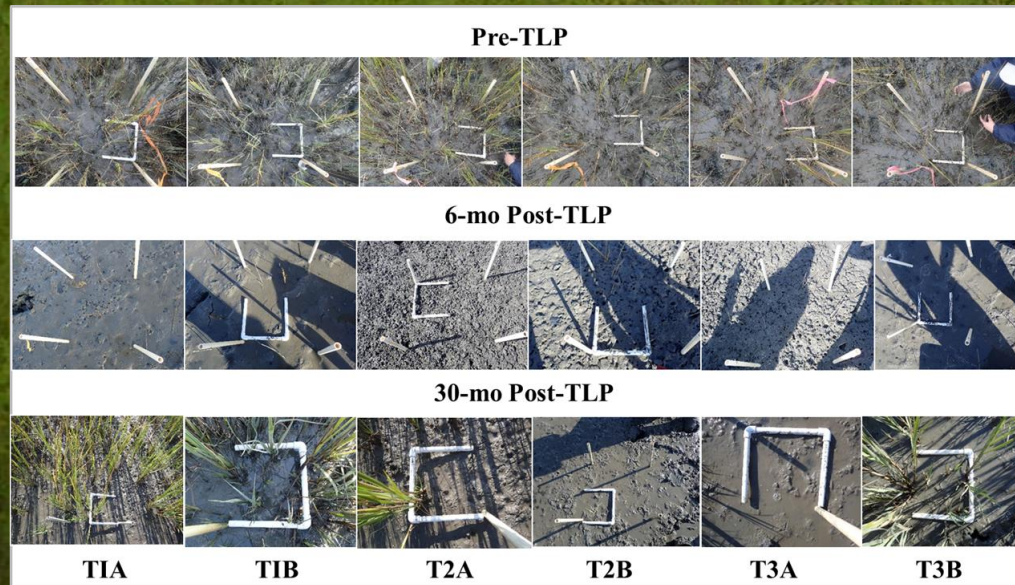 Pre-TLP
6-mo Post-TLP
30-mo Post-TLP
TIA TIB T2A T2B T3A T3B